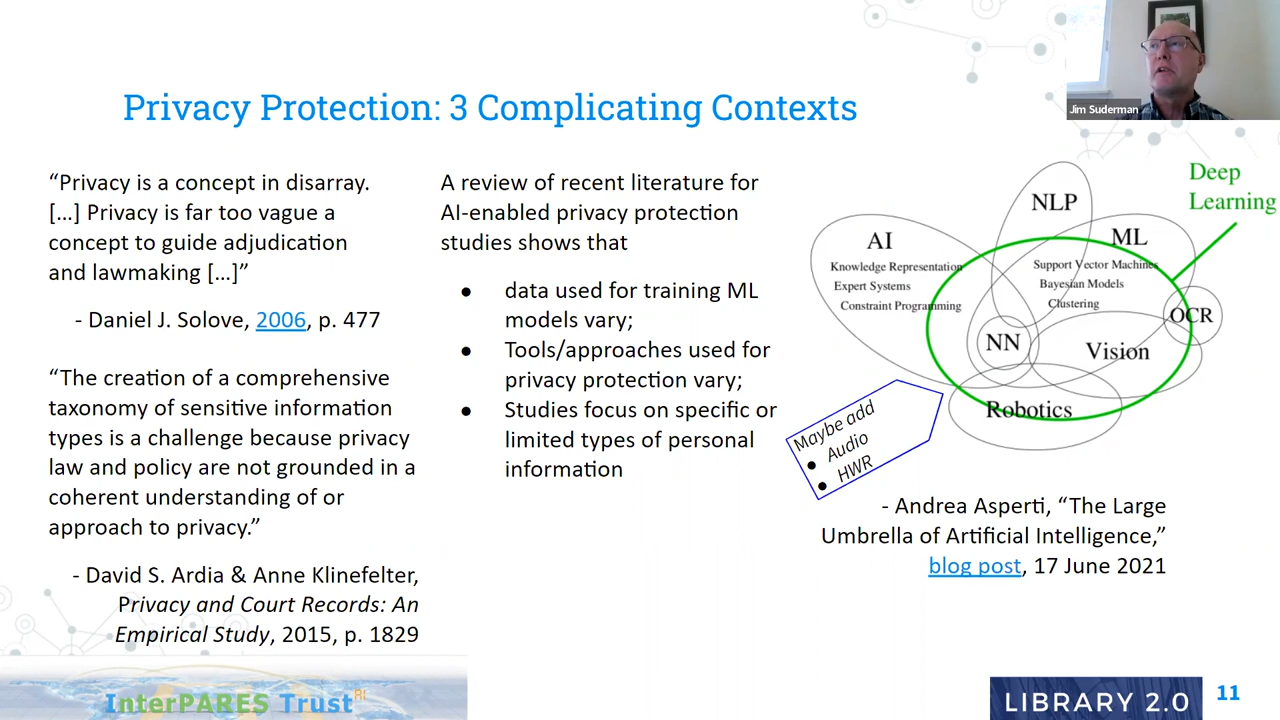 Jim Suderman
Privacy Protection: 3 Complicating Contexts
“Privacy is a concept in disarray.
[…] Privacy is far too vague a
concept to guide adjudication
and lawmaking […]”
- Daniel J. Solove, 2006, p. 477
“The creation of a comprehensive
taxonomy of sensitive information
types is a challenge because privacy
law and policy are not grounded in a
coherent understanding of or
approach to privacy.”
- David S. Ardia & Anne Klinefelter,
Privacy and Court Records: An
Empirical Study, 2015, p. 1829
A review of recent literature for
AI-enabled privacy protection
studies shows that
● data used for training ML
models vary;
● Tools/approaches used for
privacy protection vary;
● Studies focus on specific or
limited types of personal
information
Deep
Learning
NLP
AI
ML
Knowledge Representation
Expert Systems
Constraint Programming
Support Vector Machines
Bayesian Models
Clustering
OCR
NN
Vision
Robotics
Maybe add
● Audio
● HWR
- Andrea Asperti, “The Large
Umbrella of Artificial Intelligence,”
blog post, 17 June 2021
InterPARES Trust AI
LIBRARY 2.0
11